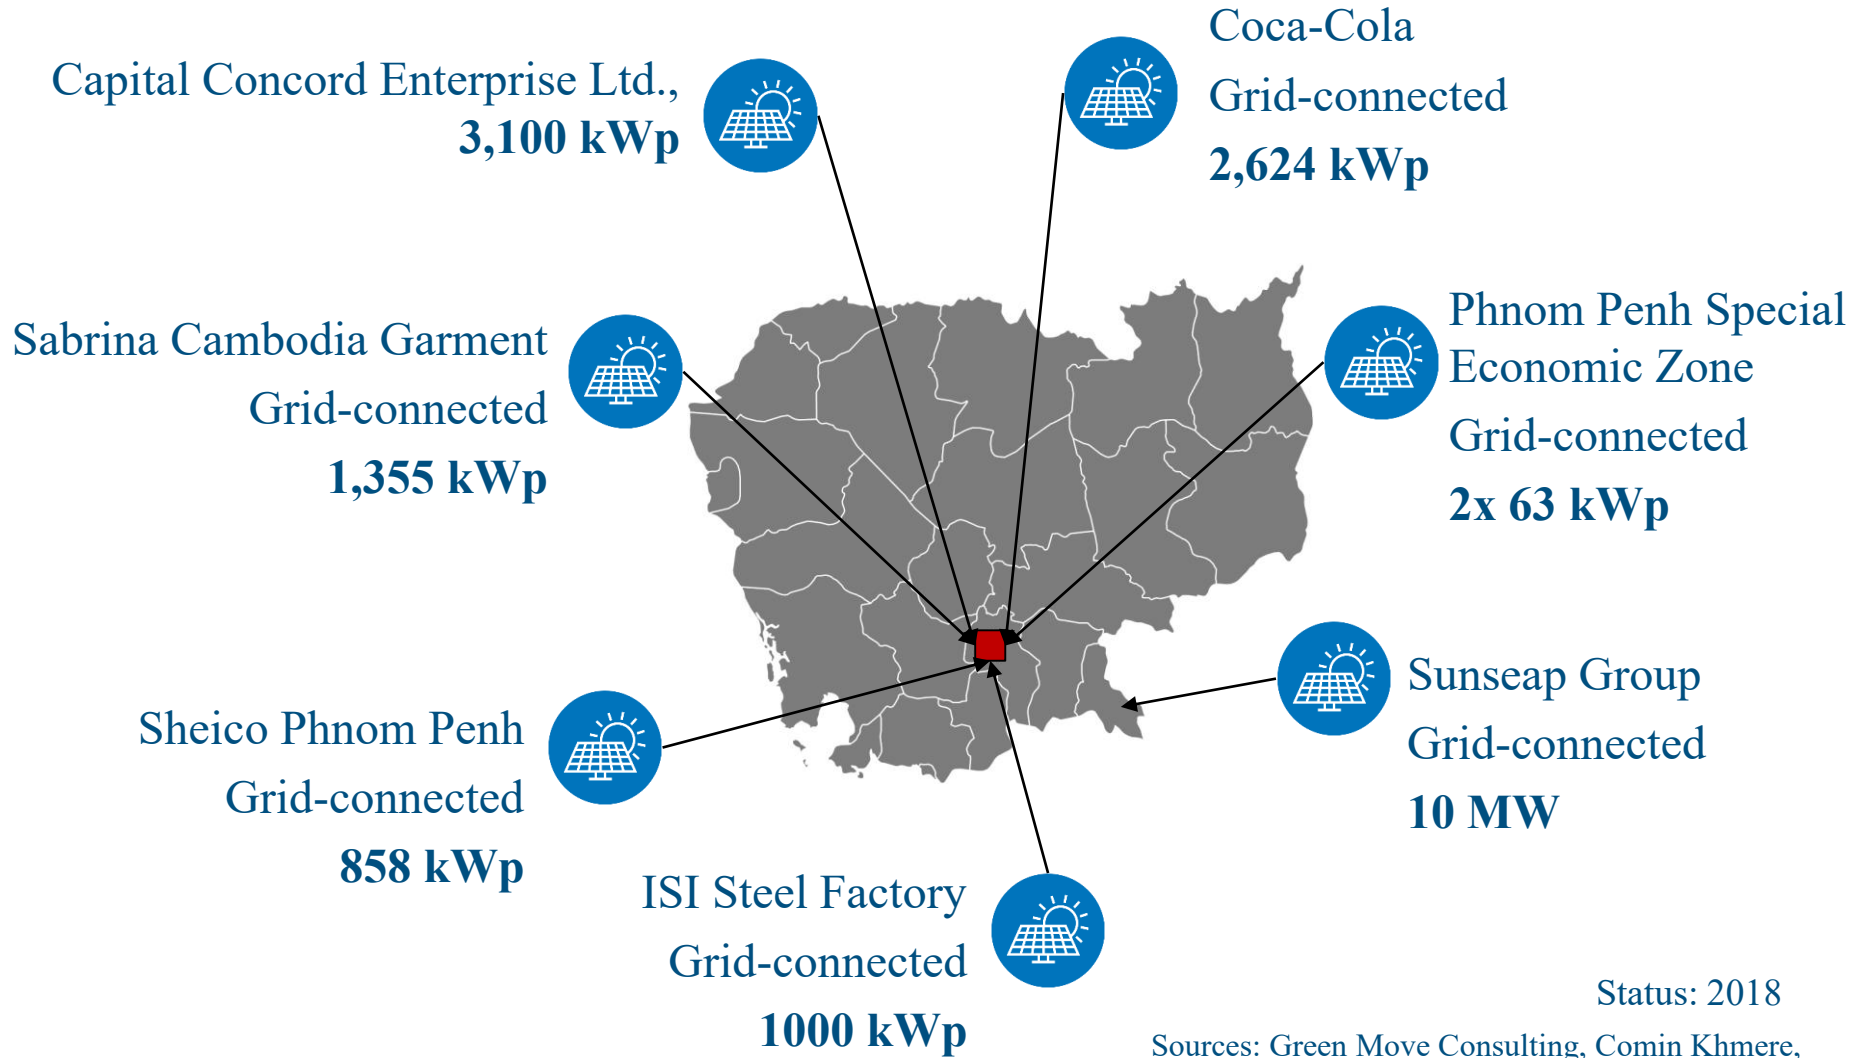 Capital Concord Enterprise Ltd.,
3,100 kWp
Coca-Cola
Grid-connected
2,624 kWp
Sabrina Cambodia Garment
Grid-connected
1,355 kWp
Phnom Penh Special
Economic Zone
Grid-connected
2x 63 kWp
Sheico Phnom Penh
Grid-connected
858 kWp
Sunseap Group
Grid-connected
10 MW
ISI Steel Factory
Grid-connected
1000 kWp
Status: 2018
Sources: Green Move Consulting, Comin Khmere,